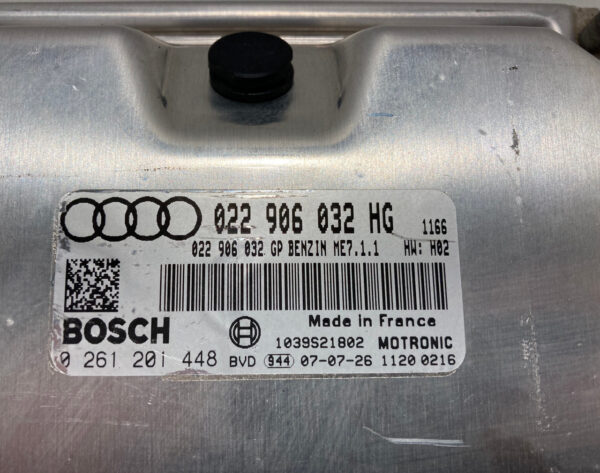 022 906 032 HG 1166
022 906 032 GP BENZIN ME7.1.1 HW: H02
Made in France
BOSCH 1039S21802 MOTRONIC
0 261 201 448 BVD 944 07-07-26 1120 0216